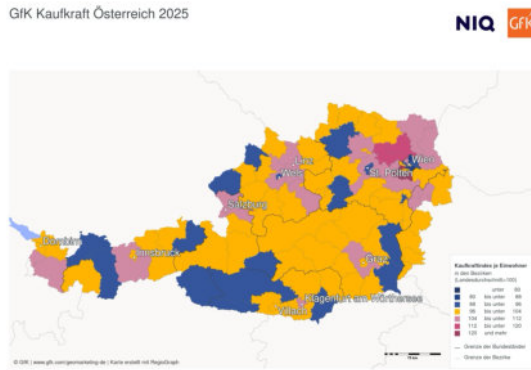 GfK Kaufkraft Österreich 2025
NIQ GfK
Linz
Wels
Wien
St. Pölten
Salzburg
Dornbirn
Innsbruck
Graz
Klagenfurt am Wörthersee
Villach
Kaufkraftindex je Einwohner
in den Bezirken
(Landesdurchschnitt=100)
unter 80
80 bis unter 88
88 bis unter 96
96 bis unter 104
104 bis unter 112
112 bis unter 120
120 und mehr
Grenze der Bundesländer
Grenze der Bezirke
© GfK | www.gfk.com/geomarketing.de | Karte erstellt mit RegioGraph